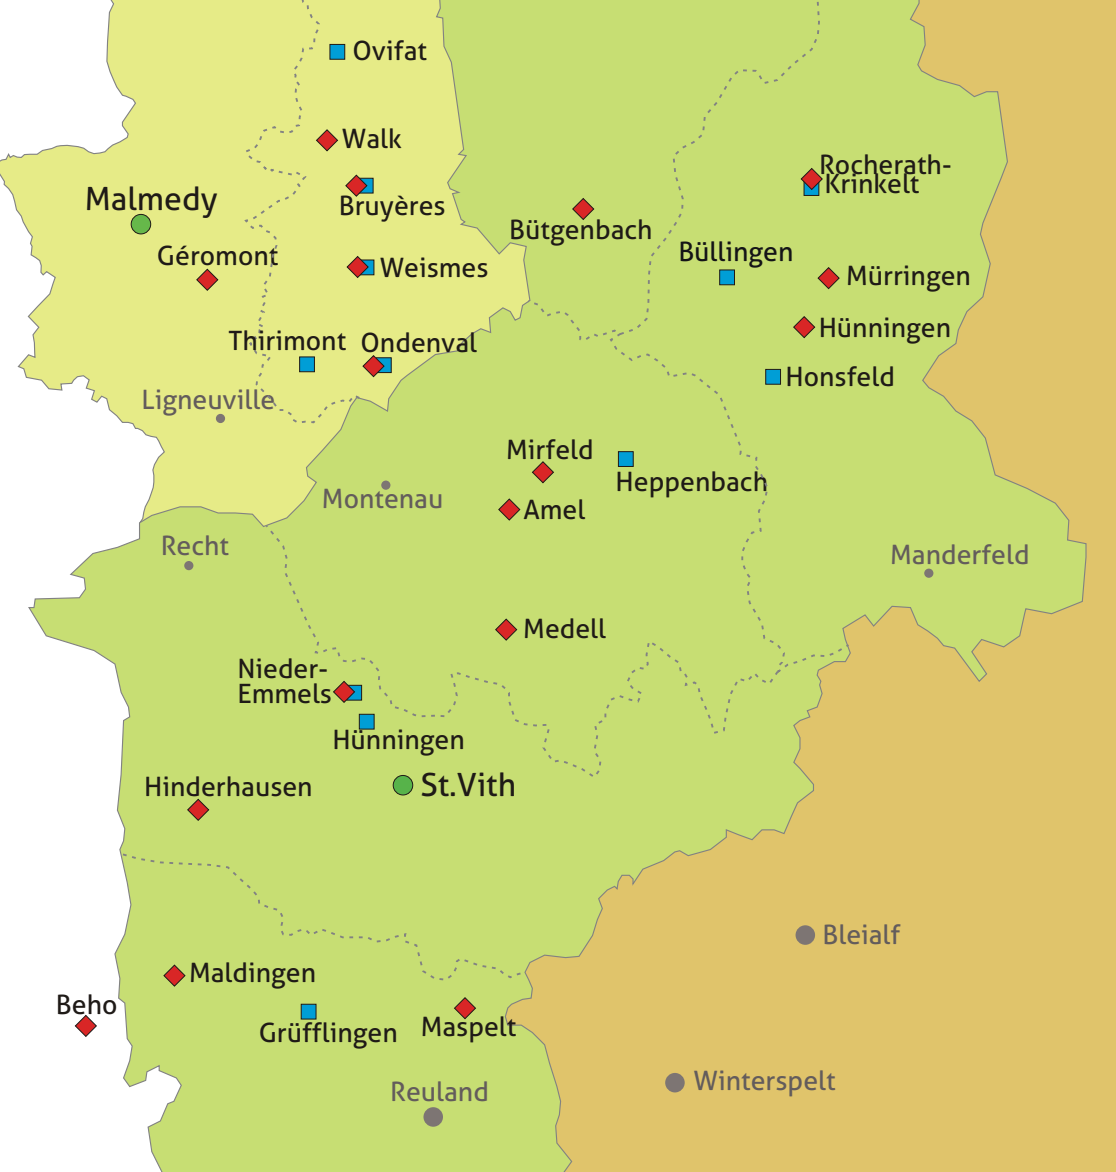 Ovifat
Walk
Rocherath-
Krinkelt
Malmedy
Bruyères
Bütgenbach
Géromont
Weismes
Büllingen
Mürringen
Hünningen
Thirimont
Ondenval
Honsfeld
Ligneuville
Mirfeld
Heppenbach
Montenau
Amel
Recht
Manderfeld
Medell
Nieder-
Emmels
Hünningen
Hinderhausen
St.Vith
Bleialf
Maldingen
Beho
Grüfflingen
Maspelt
Winterspelt
Reuland